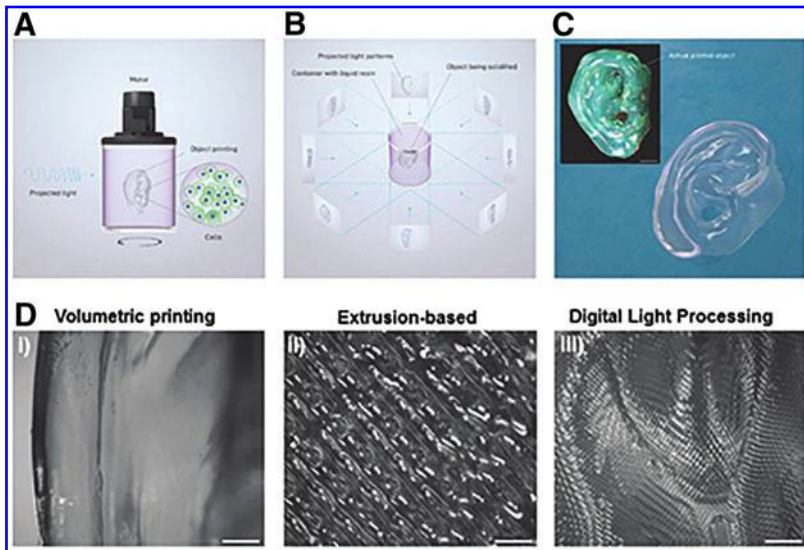 A
Motor
Object printing
Projected light
Cells
B
Projected light patterns
Container with liquid resin
Object being solidified
C
Actual printed object
D
Volumetric printing
Extrusion-based
Digital Light Processing
i)
ii)
iii)